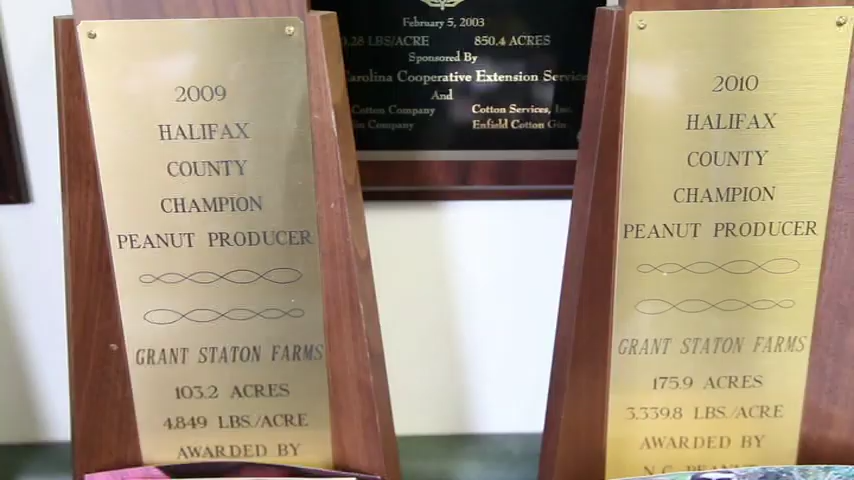 2009
HALIFAX
COUNTY
CHAMPION
PEANUT PRODUCER
GRANT STATON FARMS
103.2 ACRES
4.849 LBS./ACRE
AWARDED BY
February 5, 2003
LBS/ACRE 850.4 ACRES
Sponsored By
Carolina Cooperative Extension Service
And
Cotton Company Cotton Services,
Company Enfield Cotton Gin
2010
HALIFAX
COUNTY
CHAMPION
PEANUT PRODUCER
GRANT STATON FARMS
175.9 ACRES
3.339.8 LBS./ACRE
AWARDED BY
N.C.